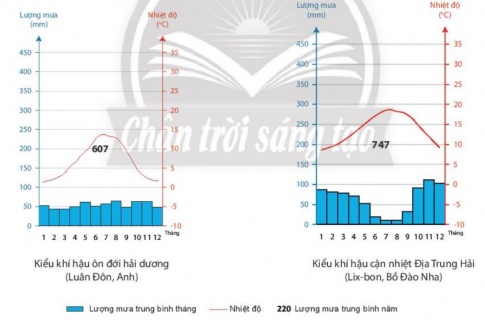 Lượng mưa
(mm)
Nhiệt độ
(°C)
450
400
350
300
250
200
150
100
50
0
35
30
25
20
15
10
5
0
-5
-10
607
1 2 3 4 5 6 7 8 9 10 11 12 Tháng
Kiểu khí hậu ôn đới hải dương
(Luân Đôn, Anh)
Lượng mưa
(mm)
Nhiệt độ
(°C)
450
400
350
300
250
200
150
100
50
0
35
30
25
20
15
10
5
0
-5
-10
747
1 2 3 4 5 6 7 8 9 10 11 12 Tháng
Kiểu khí hậu cận nhiệt Địa Trung Hải
(Lix-bon, Bồ Đào Nha)
Chân trời sáng tạo
Lượng mưa trung bình tháng Nhiệt độ 220 Lượng mưa trung bình năm